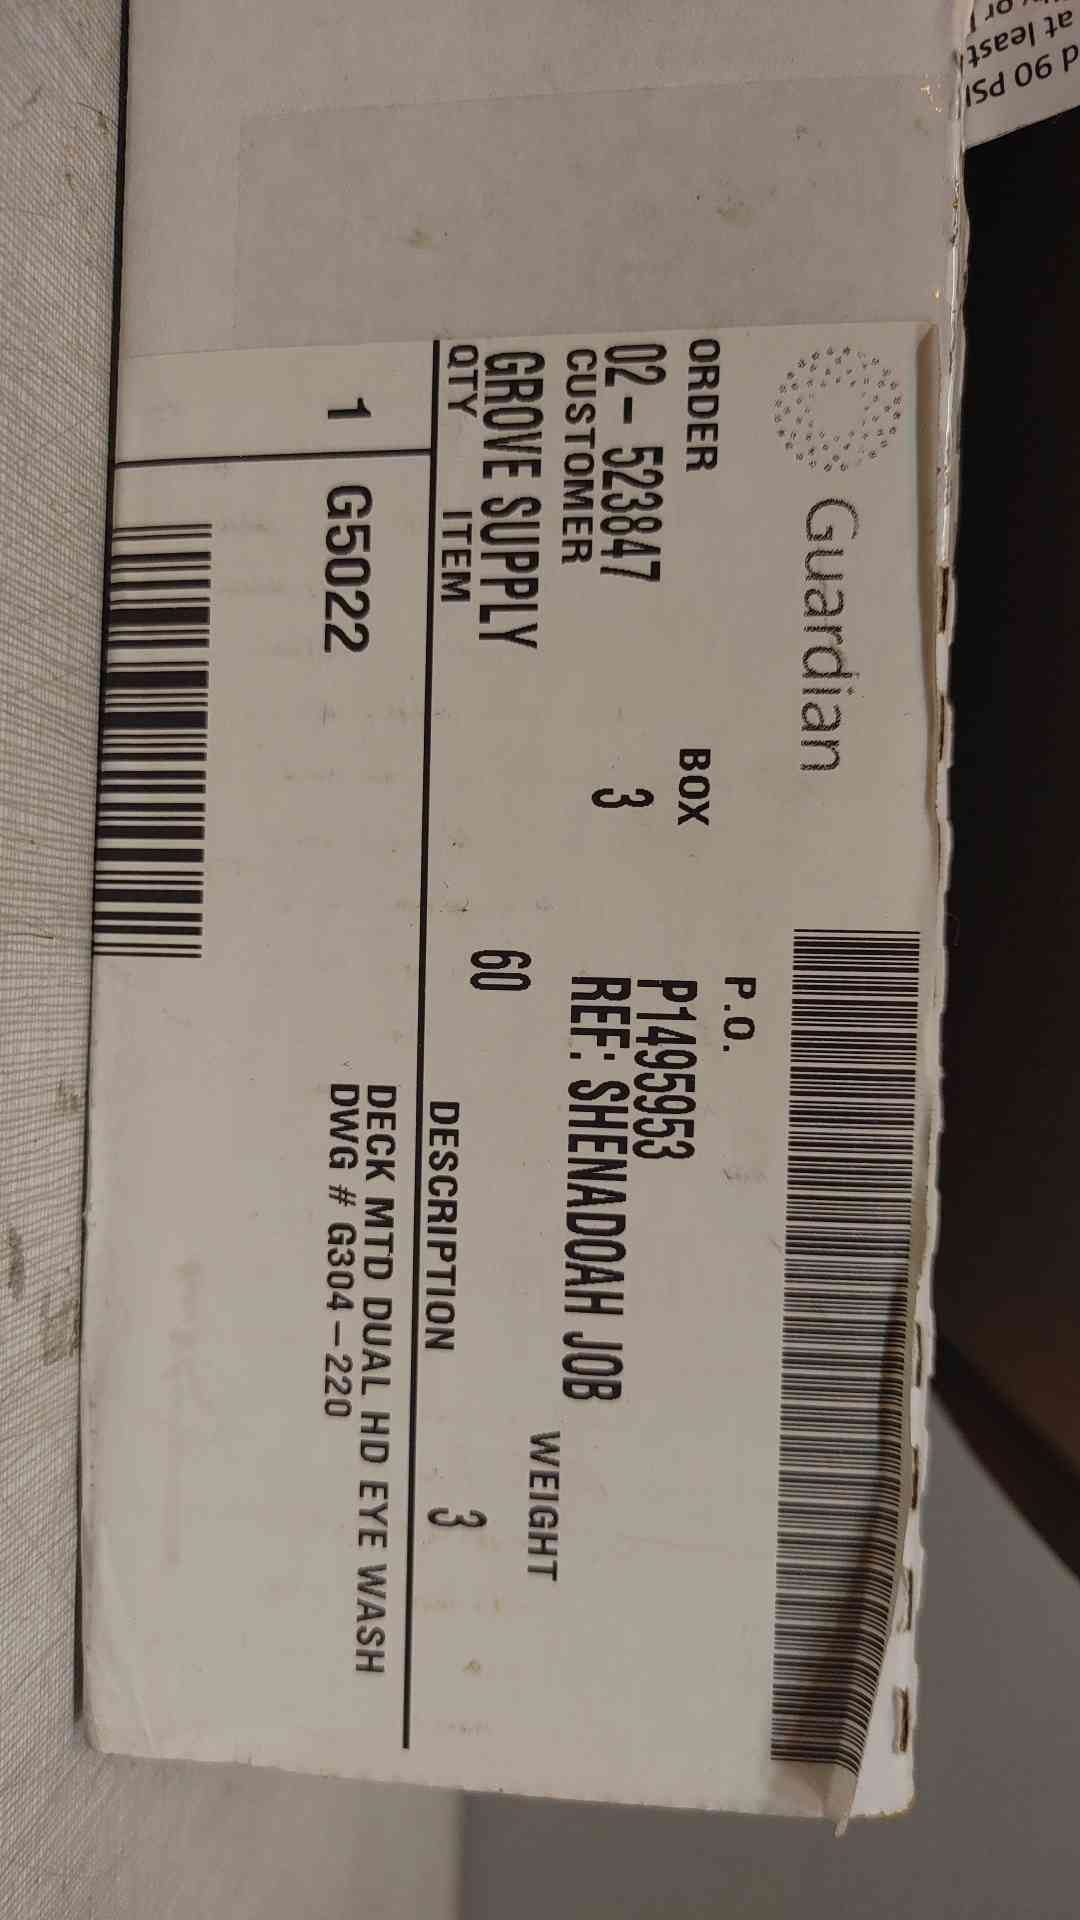 Guardian
ORDER
BOX
P.O.
02 - 523847
3
P1495953
CUSTOMER
REF: SHENADOAH JOB
GROVE SUPPLY
60
WEIGHT
QTY
ITEM
DESCRIPTION
3
1
G5022
DECK MTD DUAL HD EYE WASH
DWG # G304-220
90 PSI
at least
or